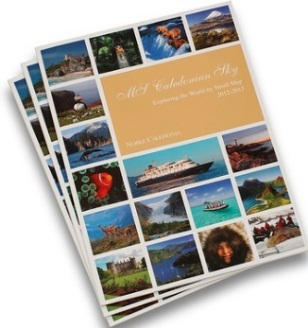 MS Caledonian Sky
Exploring the World by Small Ship
2012-2013
NOBLE CALEDONIA